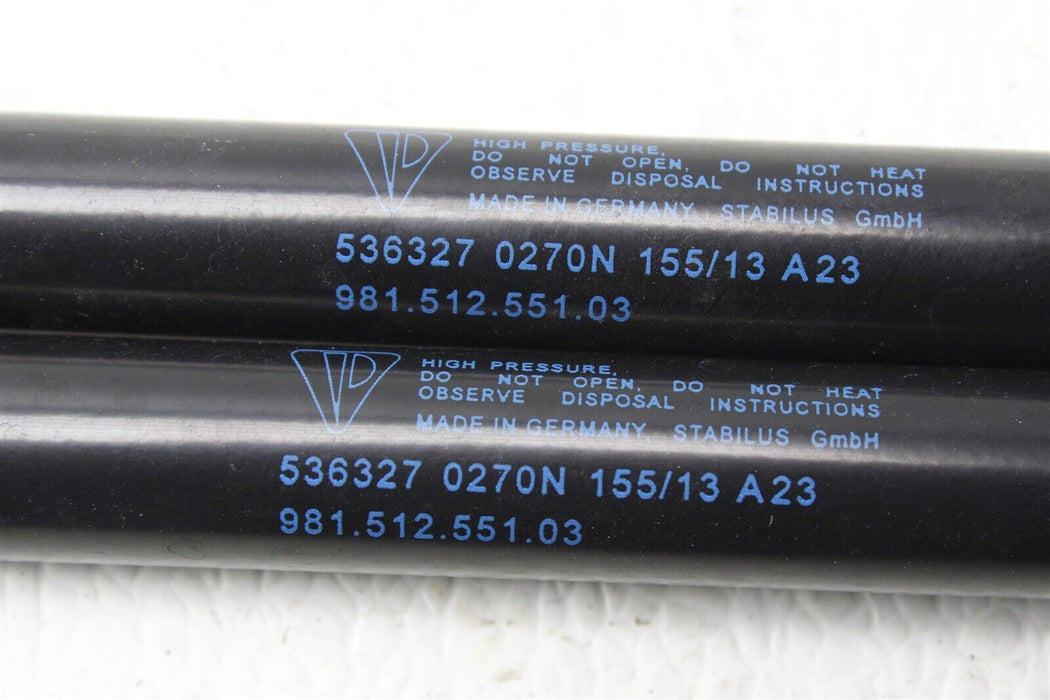 HIGH PRESSURE,
DO NOT OPEN, DO NOT HEAT
OBSERVE DISPOSAL INSTRUCTIONS
MADE IN GERMANY, STABILUS GmbH
536327 0270N 155/13 A23
981.512.551.03
HIGH PRESSURE,
DO NOT OPEN, DO NOT HEAT
OBSERVE DISPOSAL INSTRUCTIONS
MADE IN GERMANY, STABILUS GmbH
536327 0270N 155/13 A23
981.512.551.03